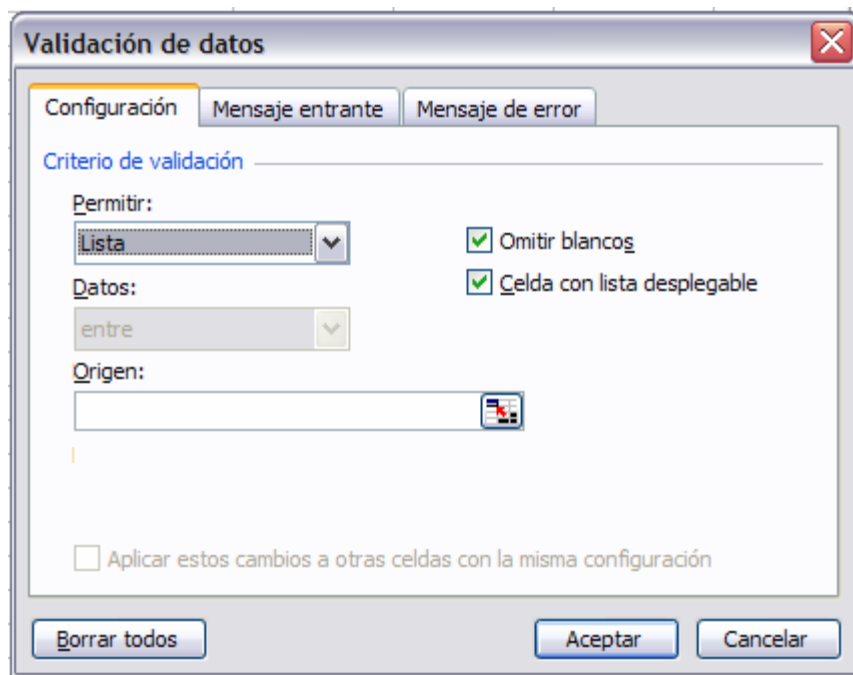 Validación de datos
Configuración
Mensaje entrante
Mensaje de error
Criterio de validación
Permitir:
Lista
Omitir blancos
Datos:
Celda con lista desplegable
entre
Origen:
Aplicar estos cambios a otras celdas con la misma configuración
Borrar todos
Aceptar
Cancelar